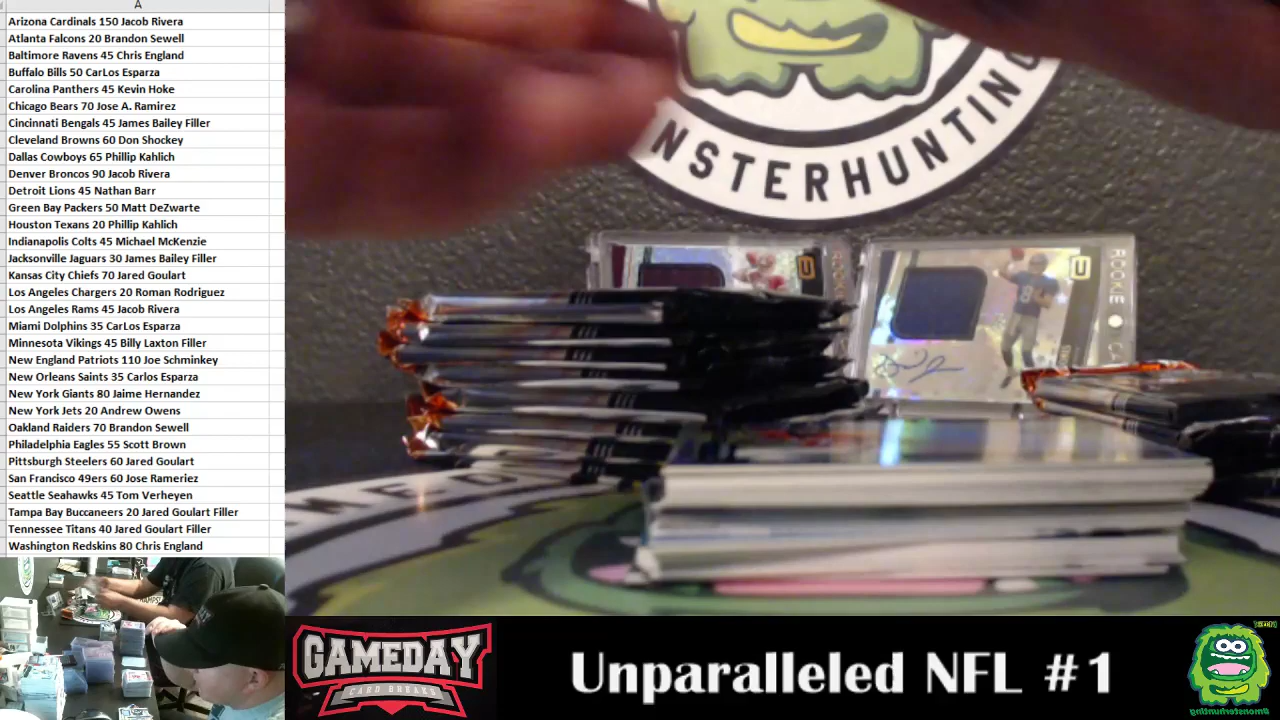 A
Arizona Cardinals 150 Jacob Rivera
Atlanta Falcons 20 Brandon Sewell
Baltimore Ravens 45 Chris England
Buffalo Bills 50 CarLos Esparza
Carolina Panthers 45 Kevin Hoke
Chicago Bears 70 Jose A. Ramirez
Cincinnati Bengals 45 James Bailey Filler
Cleveland Browns 60 Don Shockey
Dallas Cowboys 65 Phillip Kahlich
Denver Broncos 90 Jacob Rivera
Detroit Lions 45 Nathan Barr
Green Bay Packers 50 Matt DeZwarte
Houston Texans 20 Phillip Kahlich
Indianapolis Colts 45 Michael McKenzie
Jacksonville Jaguars 30 James Bailey Filler
Kansas City Chiefs 70 Jared Goulart
Los Angeles Chargers 20 Roman Rodriguez
Los Angeles Rams 45 Jacob Rivera
Miami Dolphins 35 CarLos Esparza
Minnesota Vikings 45 Billy Laxton Filler
New England Patriots 110 Joe Schminkey
New Orleans Saints 35 Carlos Esparza
New York Giants 80 Jaime Hernandez
New York Jets 20 Andrew Owens
Oakland Raiders 70 Brandon Sewell
Philadelphia Eagles 55 Scott Brown
Pittsburgh Steelers 60 Jared Goulart
San Francisco 49ers 60 Jose Rameriez
Seattle Seahawks 45 Tom Verheyen
Tampa Bay Buccaneers 20 Jared Goulart Filler
Tennessee Titans 40 Jared Goulart Filler
Washington Redskins 80 Chris England
NSTERHUNTING
ROOKIE
U
8
GAMEDAY
CARD BREAKS
Unparalleled NFL #1
#monsterhunting